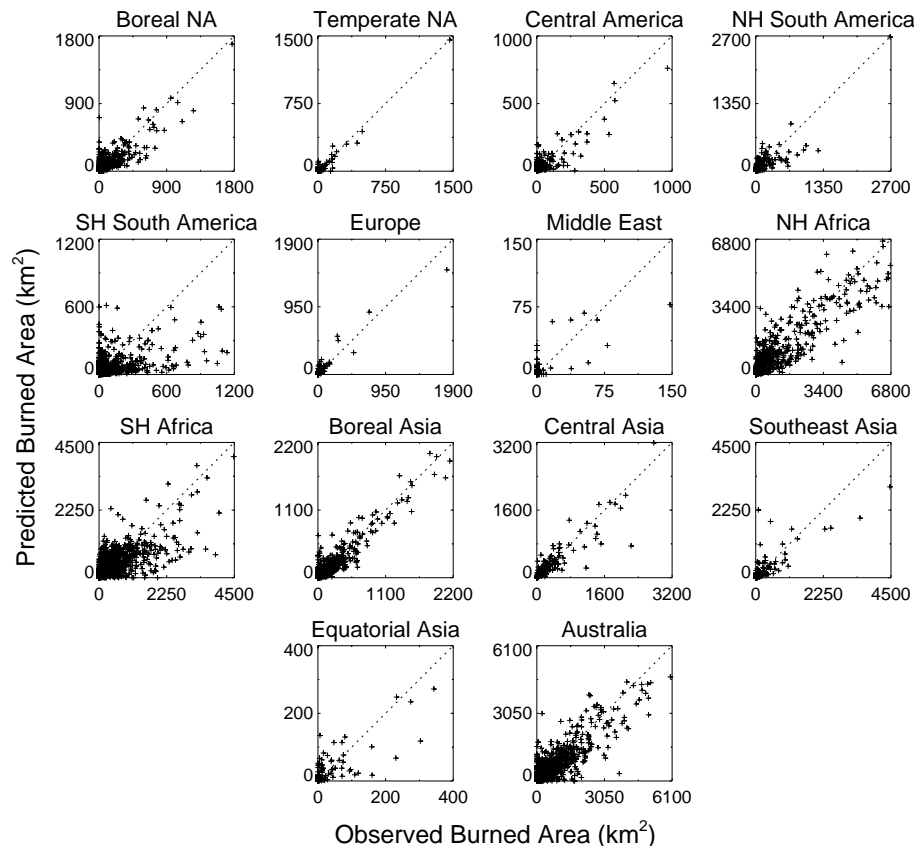 Boreal NA
Temperate NA
Central America
NH South America
1800
900
0
0 900 1800
1500
750
0
0 750 1500
1000
500
0
0 500 1000
2700
1350
0
0 1350 2700
SH South America
Europe
Middle East
NH Africa
1200
600
0
0 600 1200
1900
950
0
0 950 1900
150
75
0
0 75 150
6800
3400
0
0 3400 6800
SH Africa
Boreal Asia
Central Asia
Southeast Asia
4500
2250
0
0 2250 4500
2200
1100
0
0 1100 2200
3200
1600
0
0 1600 3200
4500
2250
0
0 2250 4500
Equatorial Asia
Australia
400
200
0
0 200 400
6100
3050
0
0 3050 6100
Predicted Burned Area (km²)
Observed Burned Area (km²)